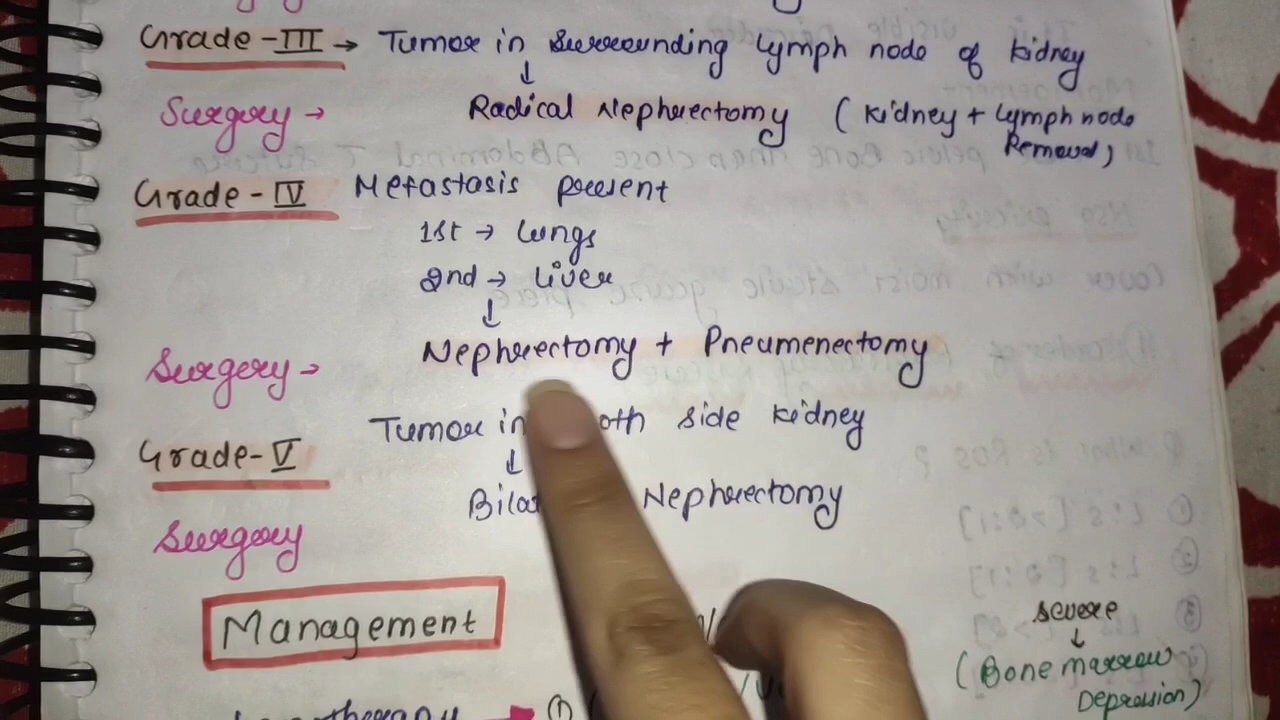 Grade-III → Tumor in surrounding lymph node of kidney
↓
Surgery → Radical Nephrectomy (kidney + lymph node
Removal)
Grade-IV Metastasis present
1st → lungs
2nd → liver
↓
Surgery → Nephrectomy + Pneumenectomy
Grade-V Tumor in both side kidney
↓
Surgery Nephrectomy
Management
severe
↓
(Bone marrow
Depression)
①